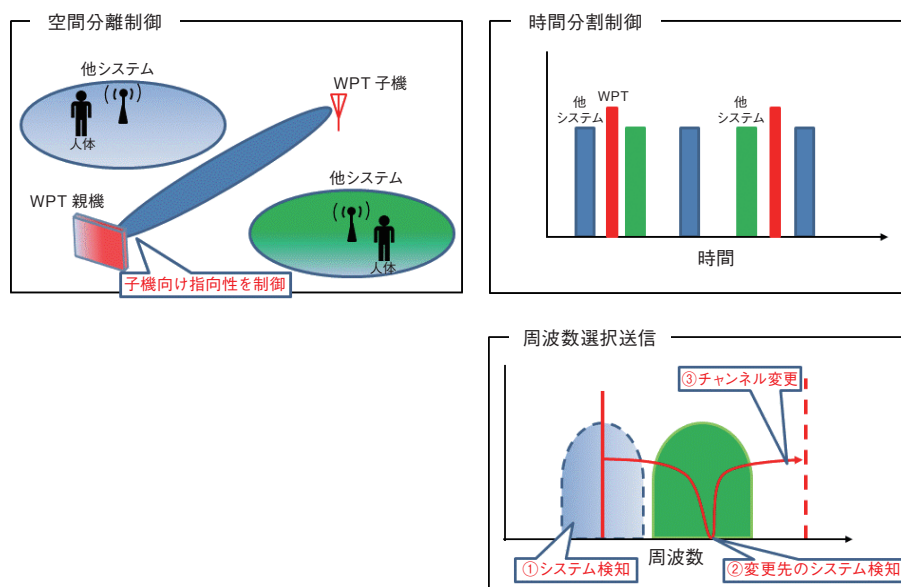 空間分離制御
他システム
人体
WPT 子機
WPT 親機
他システム
人体
子機向け指向性を制御
時間分割制御
他
システム
WPT
他
システム
時間
周波数選択送信
③チャンネル変更
①システム検知
周波数
②変更先のシステム検知